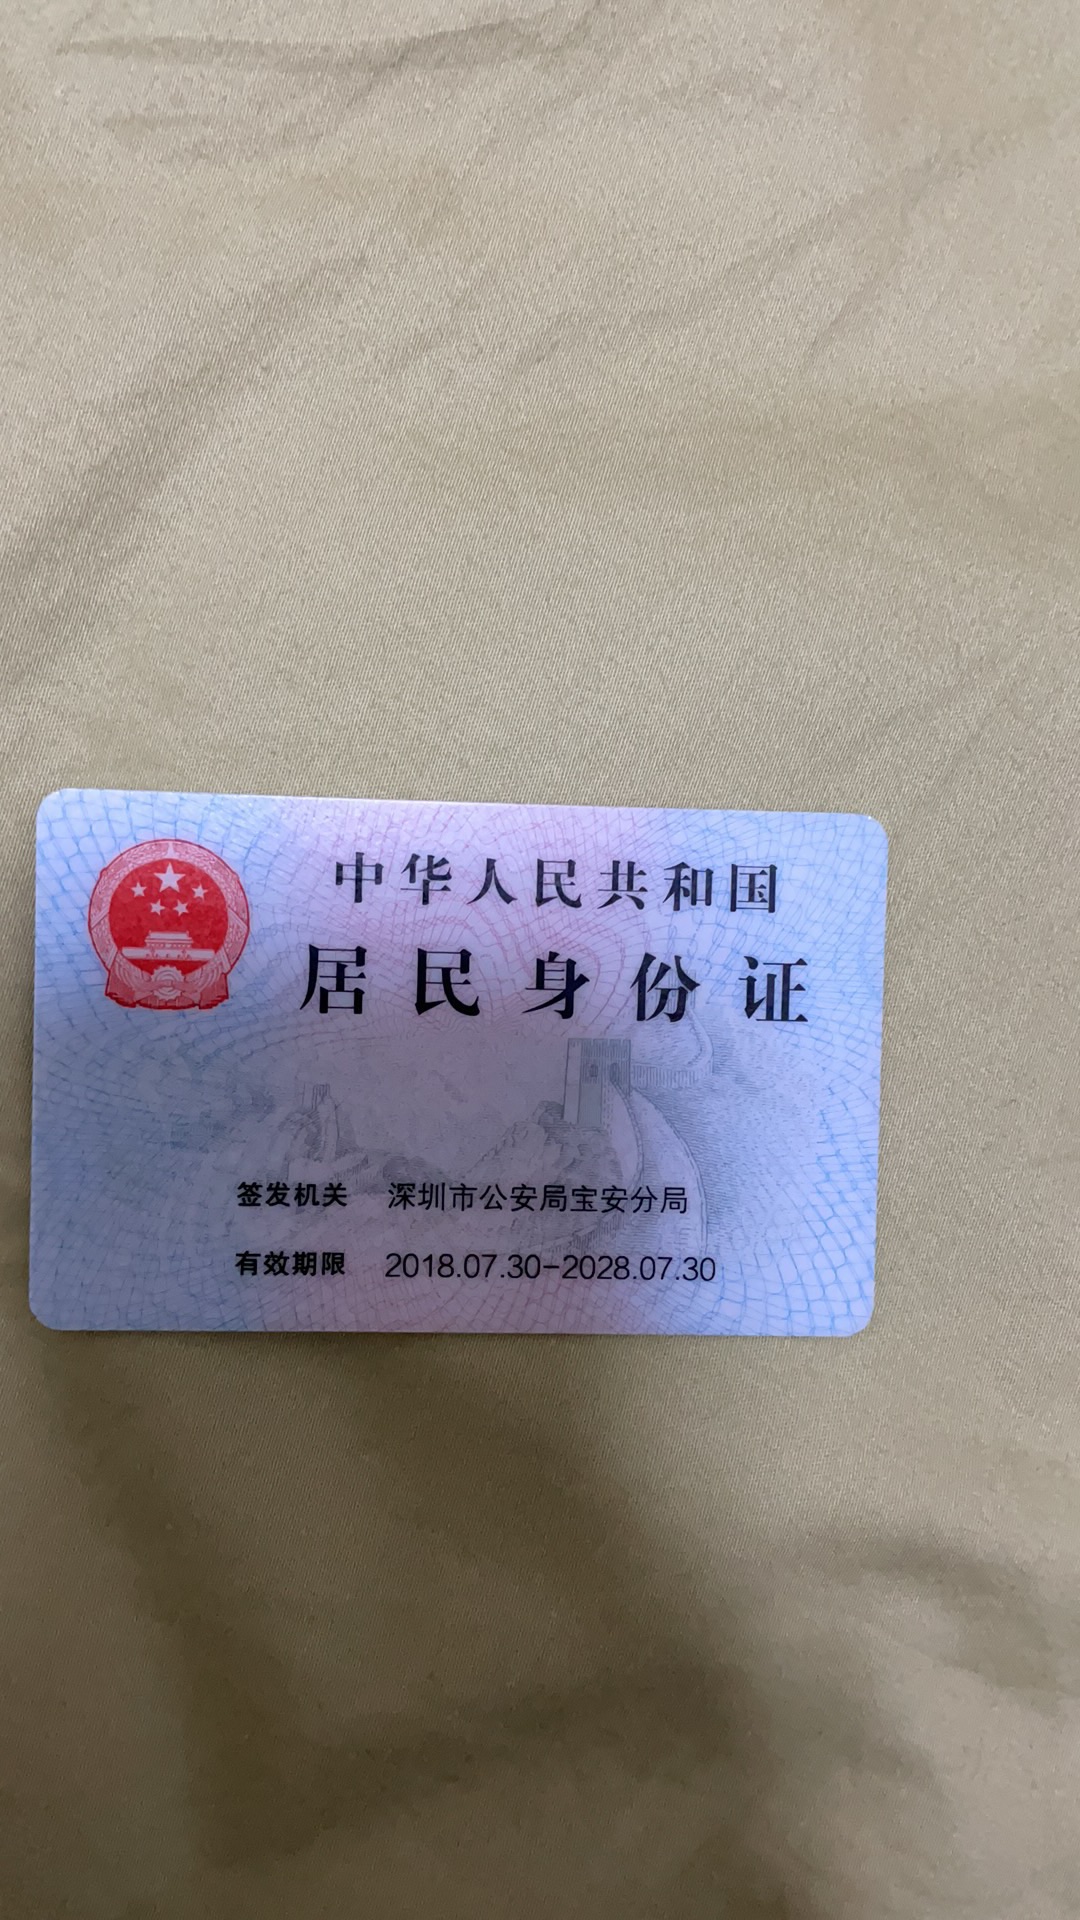 中华人民共和国
居民身份证
签发机关 深圳市公安局宝安分局
有效期限 2018.07.30-2028.07.30